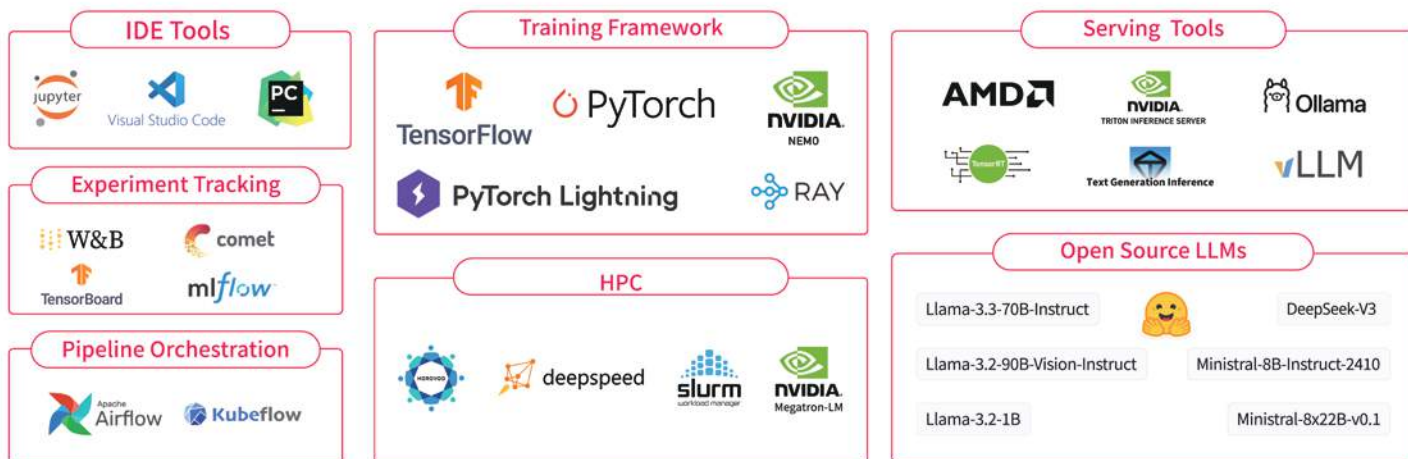 IDE Tools
jupyter
Visual Studio Code
PC
Experiment Tracking
W&B
comet
TF
TensorBoard
mlflow
Pipeline Orchestration
Apache
Airflow
Kubeflow
Training Framework
TF
TensorFlow
PyTorch
NVIDIA.
NEMO
PyTorch Lightning
RAY
HPC
HOROVOD
deepspeed
slurm
workload manager
NVIDIA.
Megatron-LM
Serving Tools
AMD
NVIDIA.
TRITON INFERENCE SERVER
Ollama
TensorRT
Text Generation Inference
vLLM
Open Source LLMs
Llama-3.3-70B-Instruct
DeepSeek-V3
Llama-3.2-90B-Vision-Instruct
Ministral-8B-Instruct-2410
Llama-3.2-1B
Ministral-8x22B-v0.1